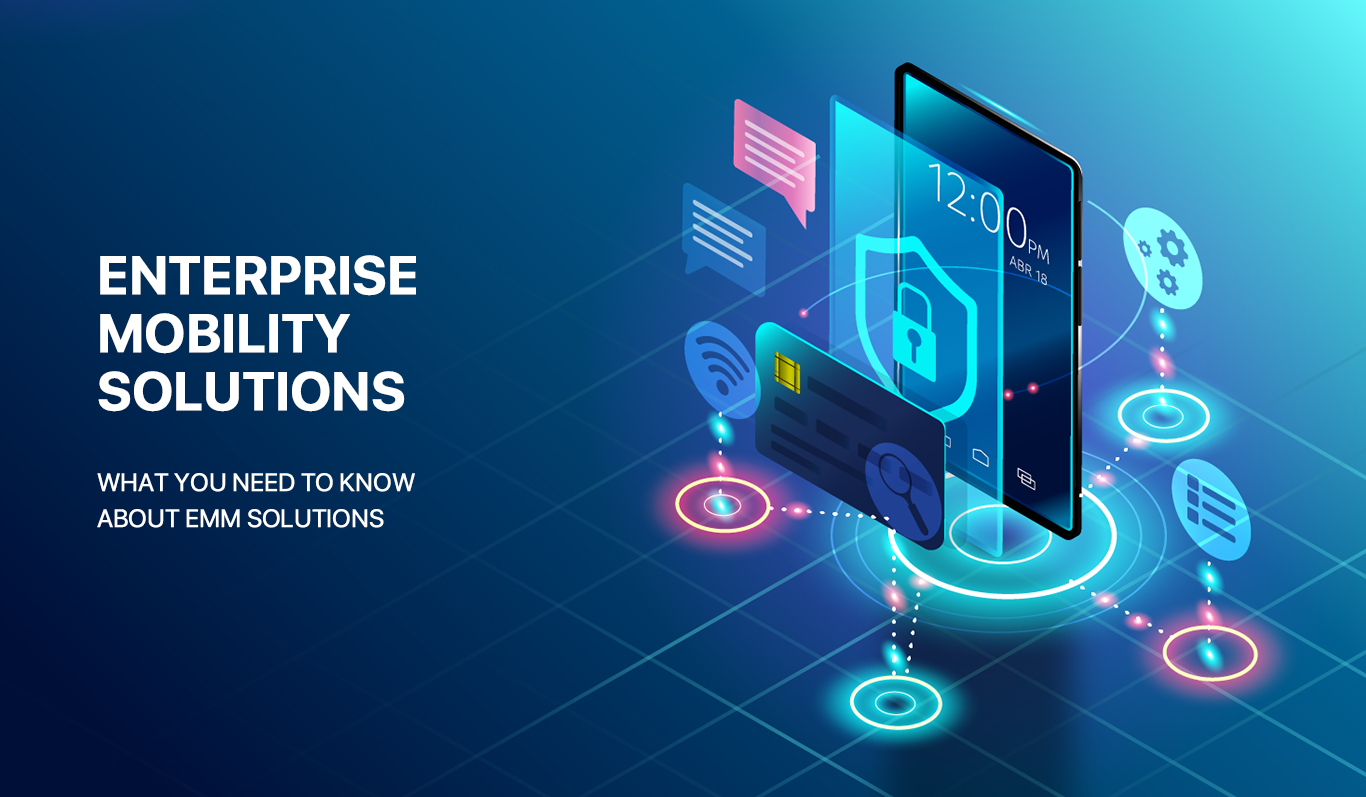 ENTERPRISE
MOBILITY
SOLUTIONS
WHAT YOU NEED TO KNOW
ABOUT EMM SOLUTIONS
12:00PM
ABR 18